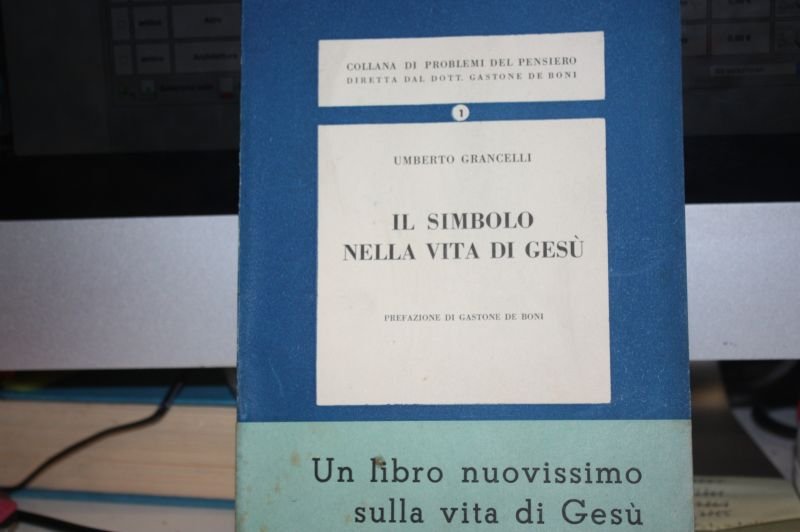 COLLANA DI PROBLEMI DEL PENSIERO
DIRETTA DAL DOTT. GASTONE DE BONI
1
UMBERTO GRANCELLI
IL SIMBOLO
NELLA VITA DI GESÙ
PREFAZIONE DI GASTONE DE BONI
Un libro nuovissimo
sulla vita di Gesù